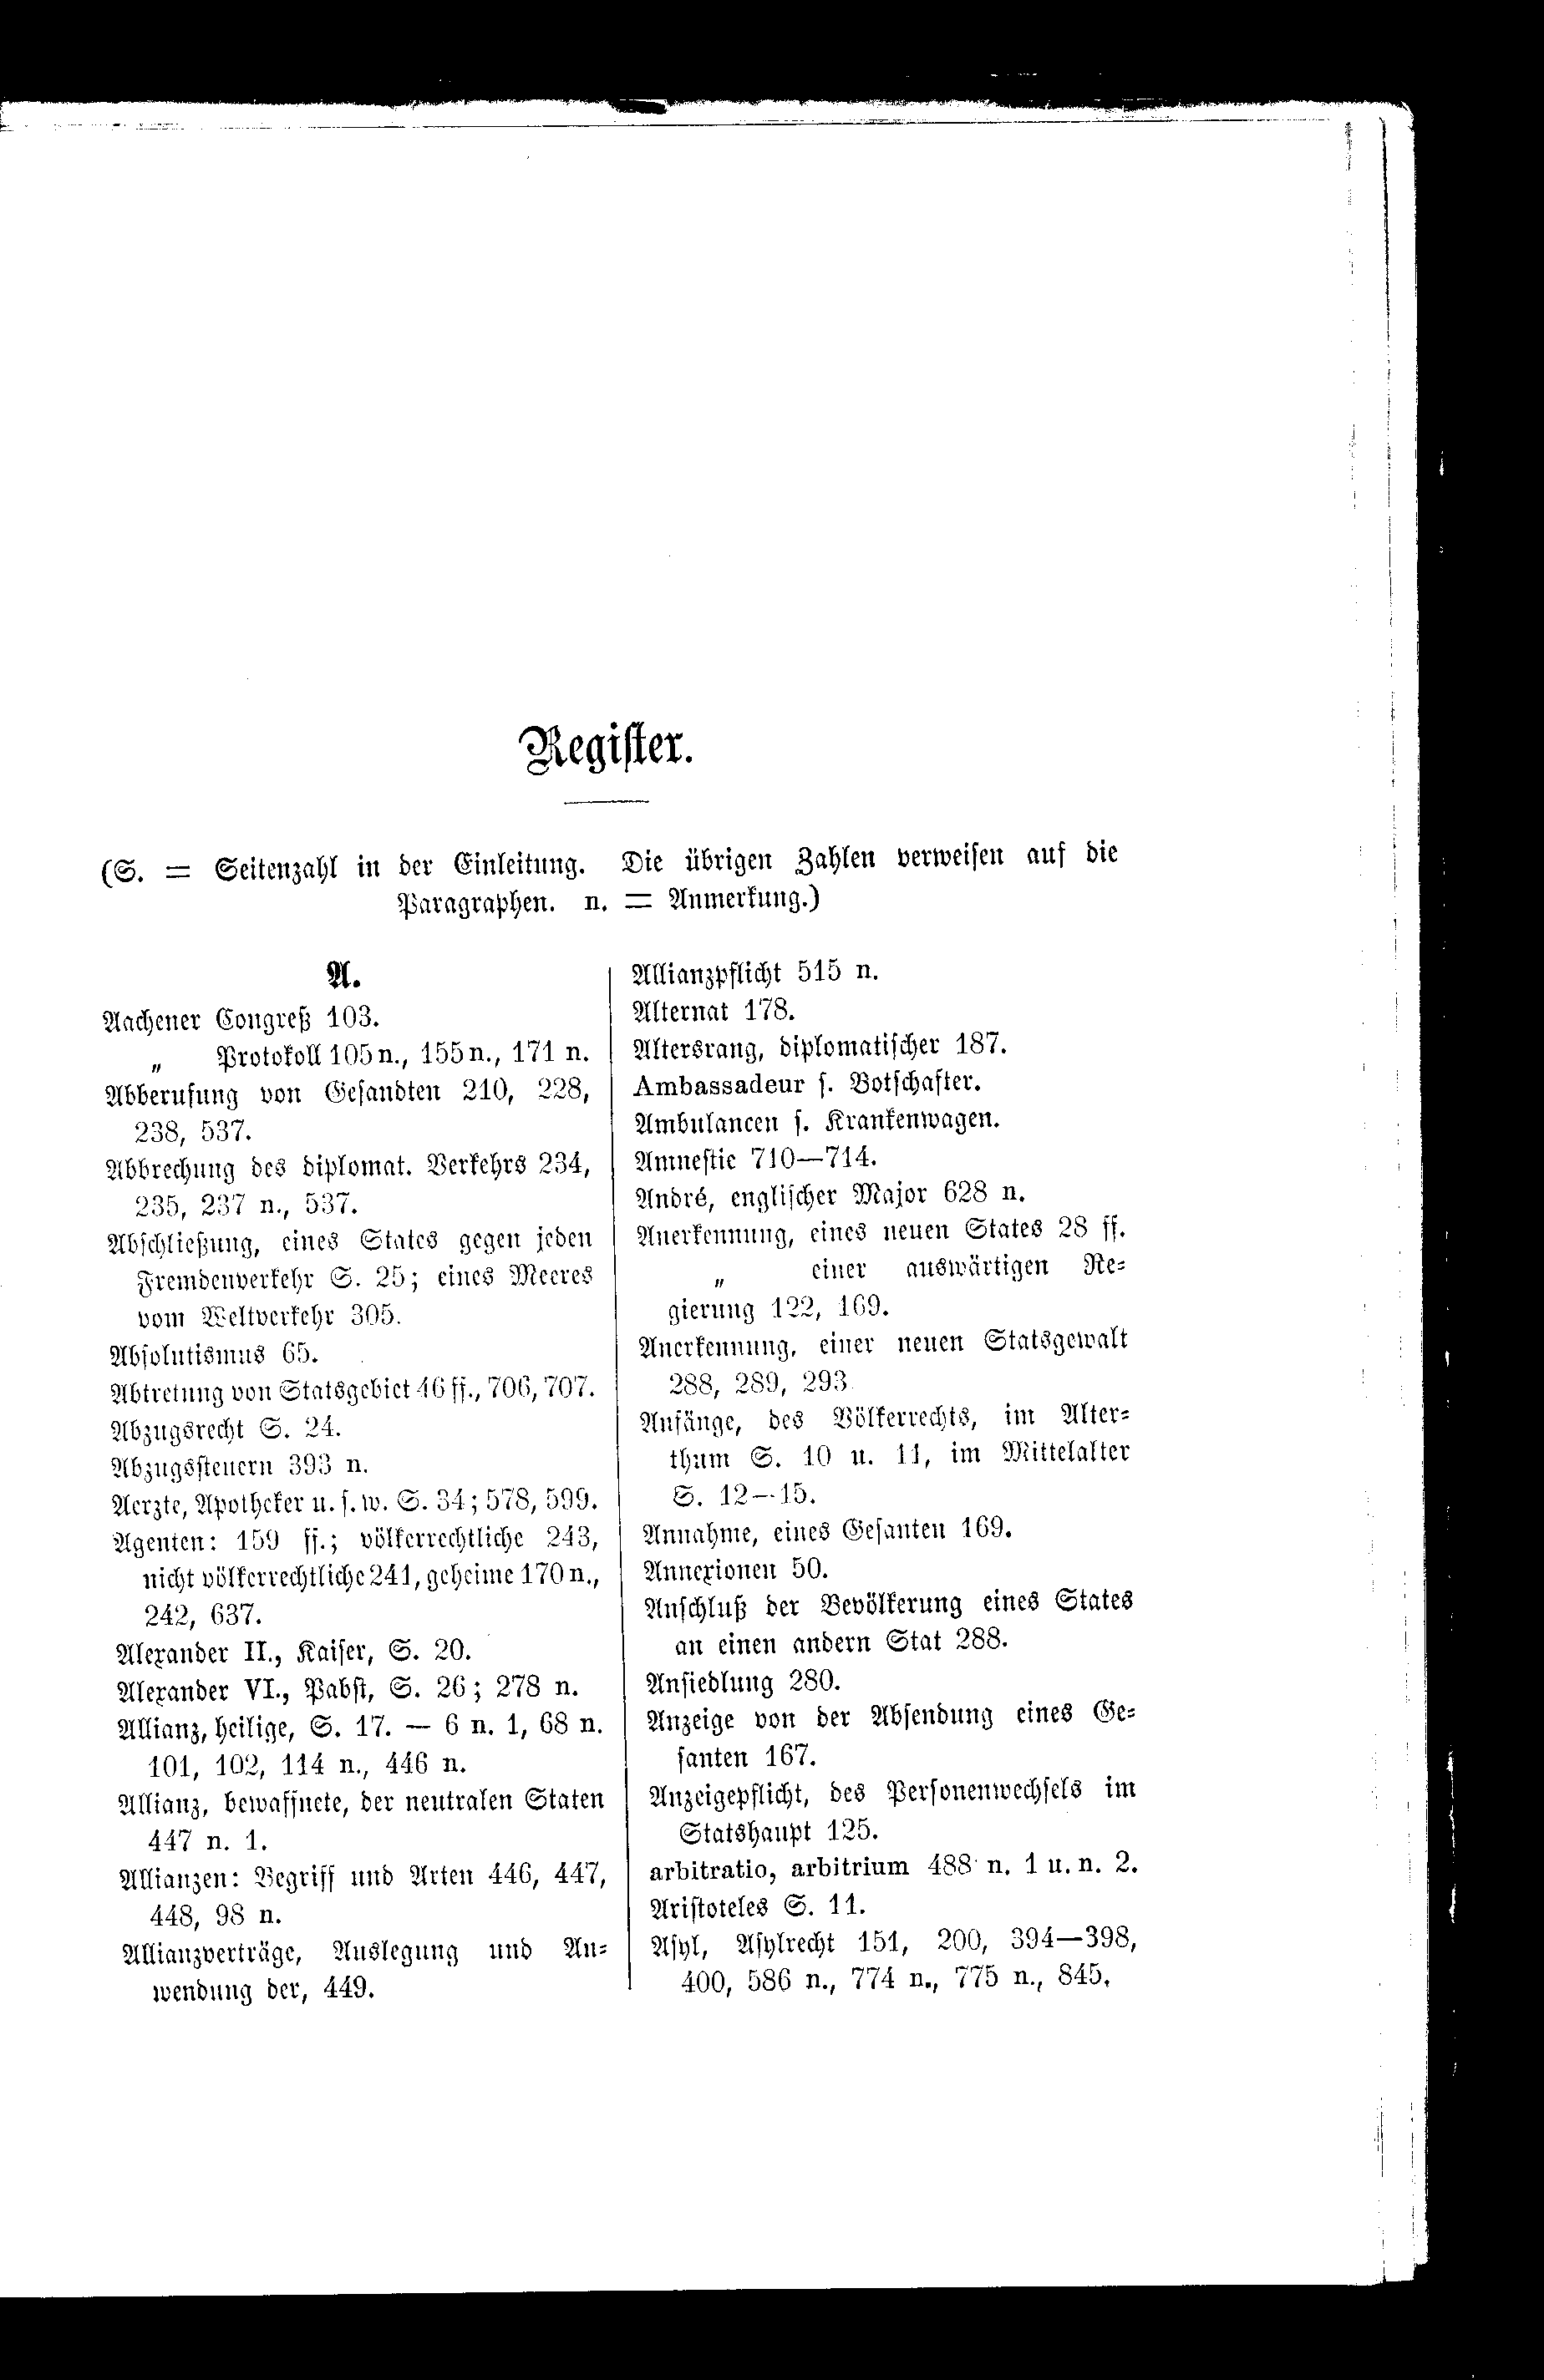 Register.
(S. = Seitenzahl in der Einleitung. Die übrigen Zahlen verweisen auf die
Paragraphen. n. = Anmerkung.)
A.
Aachener Congreß 103.
„ Protokoll 105 n., 155 n., 171 n.
Abberufung von Gesandten 210, 228,
238, 537.
Abbrechung des diplomat. Verkehrs 234,
235, 237 n., 537.
Abschließung, eines States gegen jeden
Fremdenverkehr S. 25; eines Meeres
vom Weltverkehr 305.
Absolutismus 65.
Abtretung von Statsgebiet 46 ff., 706, 707.
Abzugsrecht S. 24.
Abzugssteuern 393 n.
Aerzte, Apotheker u. s. w. S. 34; 578, 599.
Agenten: 159 ff.; völkerrechtliche 243,
nicht völkerrechtliche 241, geheime 170 n.,
242, 637.
Alexander II., Kaiser, S. 20.
Alexander VI., Pabst, S. 26; 278 n.
Allianz, heilige, S. 17. — 6 n. 1, 68 n.
101, 102, 114 n., 446 n.
Allianz, bewaffnete, der neutralen Staten
447 n. 1.
Allianzen: Begriff und Arten 446, 447,
448, 98 n.
Allianzverträge, Auslegung und An-
wendung der, 449.
Allianzpflicht 515 n.
Alternat 178.
Altersrang, diplomatischer 187.
Ambassadeur s. Botschafter.
Ambulancen s. Krankenwagen.
Amnestie 710—714.
André, englischer Major 628 n.
Anerkennung, eines neuen States 28 ff.
„ einer auswärtigen Re-
gierung 122, 169.
Anerkennung, einer neuen Statsgewalt
288, 289, 293.
Anfänge, des Völkerrechts, im Alter-
thum S. 10 u. 11, im Mittelalter
S. 12—15.
Annahme, eines Gesanten 169.
Annexionen 50.
Anschluß der Bevölkerung eines States
an einen andern Stat 288.
Ansiedlung 280.
Anzeige von der Absendung eines Ge-
santen 167.
Anzeigepflicht, des Personenwechsels im
Statshaupt 125.
arbitratio, arbitrium 488 n. 1 u. n. 2.
Aristoteles S. 11.
Asyl, Asylrecht 151, 200, 394—398,
400, 586 n., 774 n., 775 n., 845.